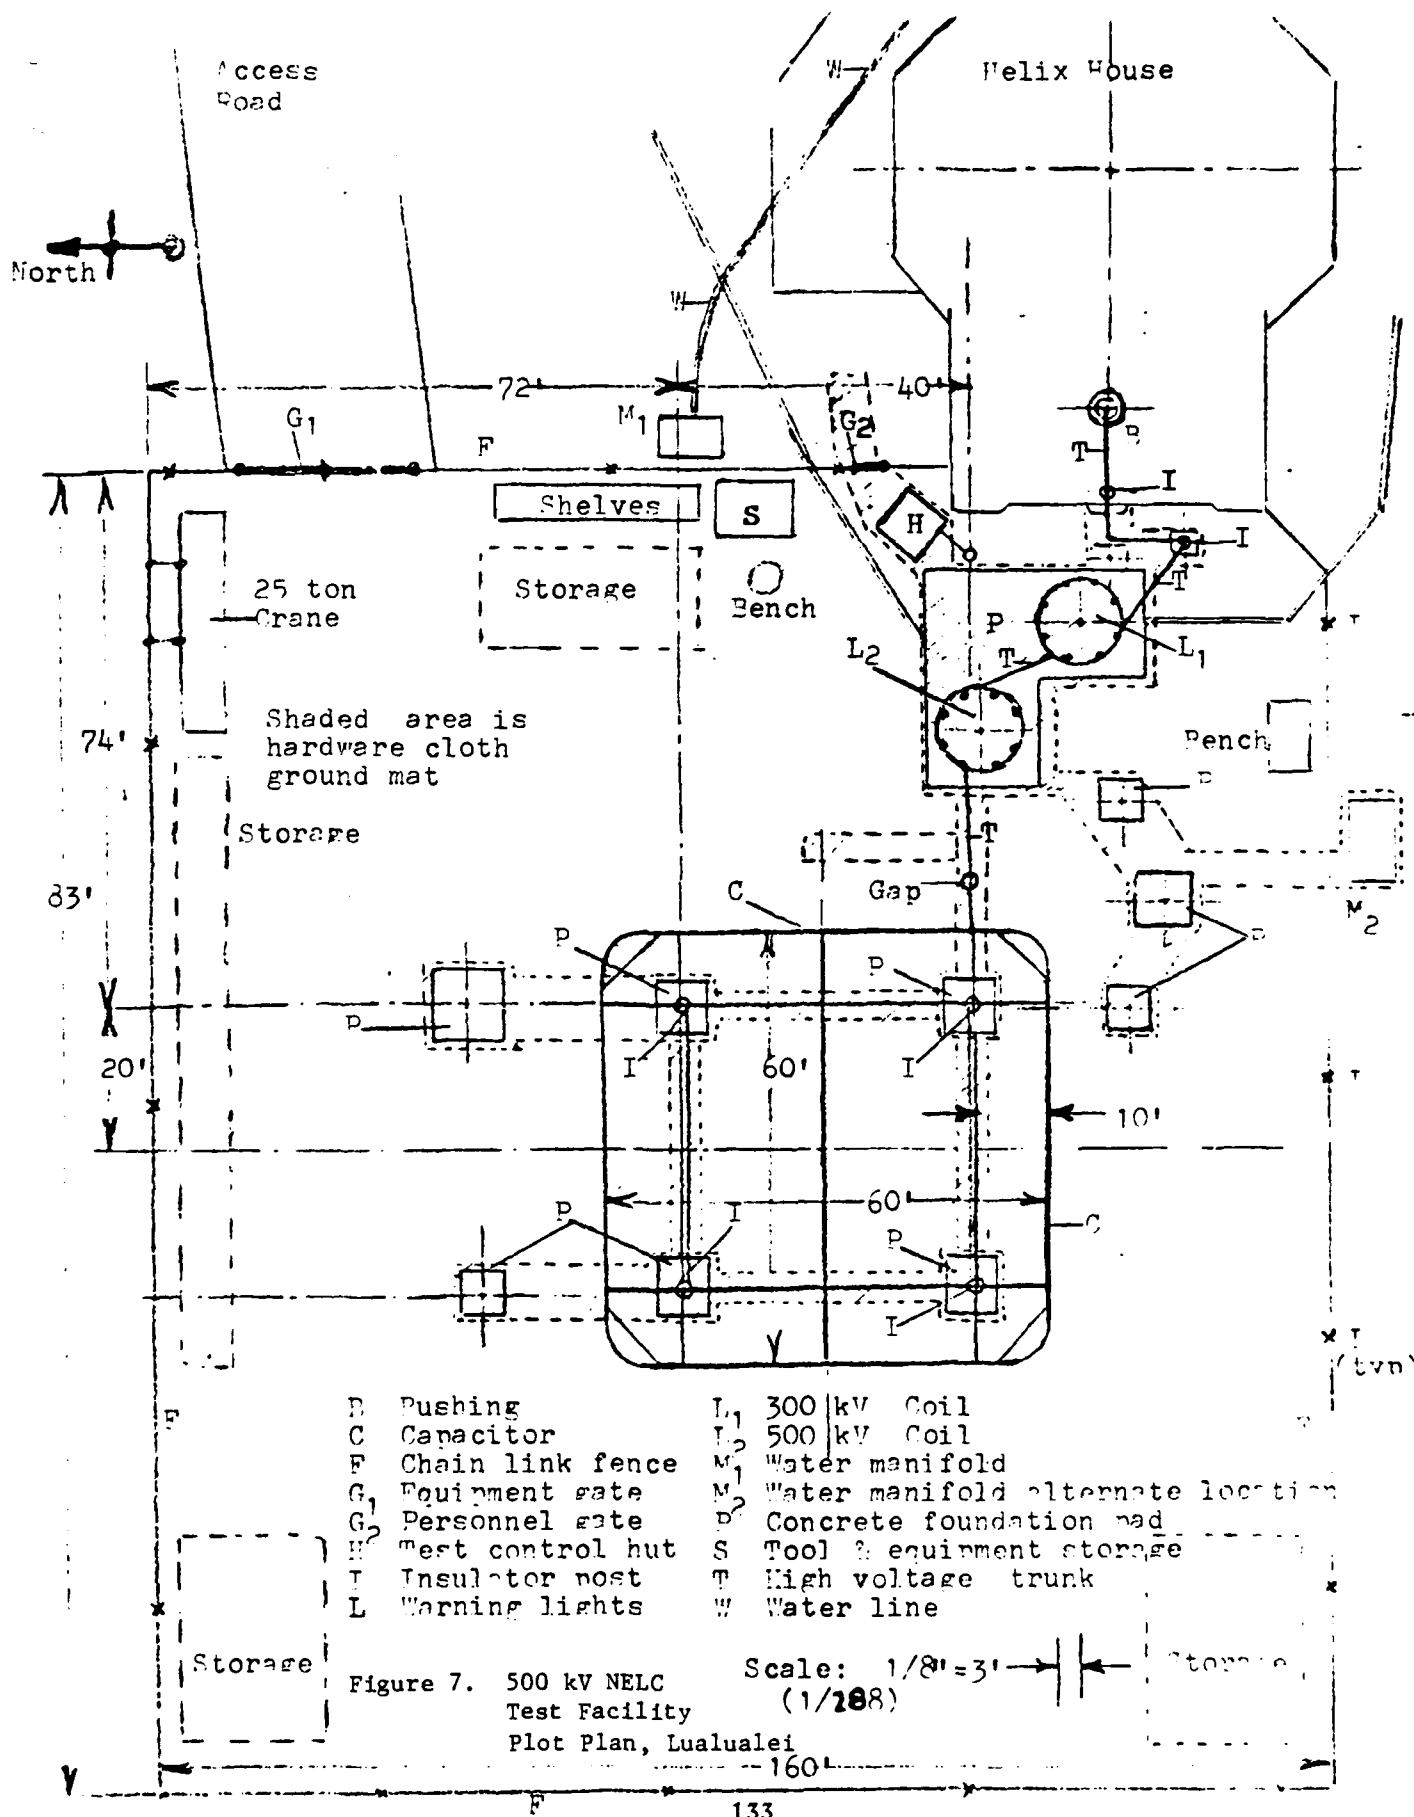 Access
Road
W
Helix House
North
W
72'
40'
G1
M1
F
G2
B
T
I
Shelves
S
H
I
25 ton
Crane
Storage
Bench
T
P
L2
T
L1
Shaded area is
hardware cloth
ground mat
74'
Bench
Storage
T
83'
Gap
C
M2
P
P
P
P
I
I
20'
60'
10'
60'
P
I
P
C
I
(typ)
F
B Bushing
C Capacitor
F Chain link fence
G1 Equipment gate
G2 Personnel gate
H Test control hut
I Insulator post
L Warning lights
L1 300 kV Coil
L2 500 kV Coil
M1 Water manifold
M2 Water manifold alternate location
P Concrete foundation pad
S Tool & equipment storage
T High voltage trunk
W Water line
Storage
Storage
Figure 7. 500 kV NELC
Test Facility
Plot Plan, Lualualei
Scale: 1/8"=3'
(1/288)
160'
F
133